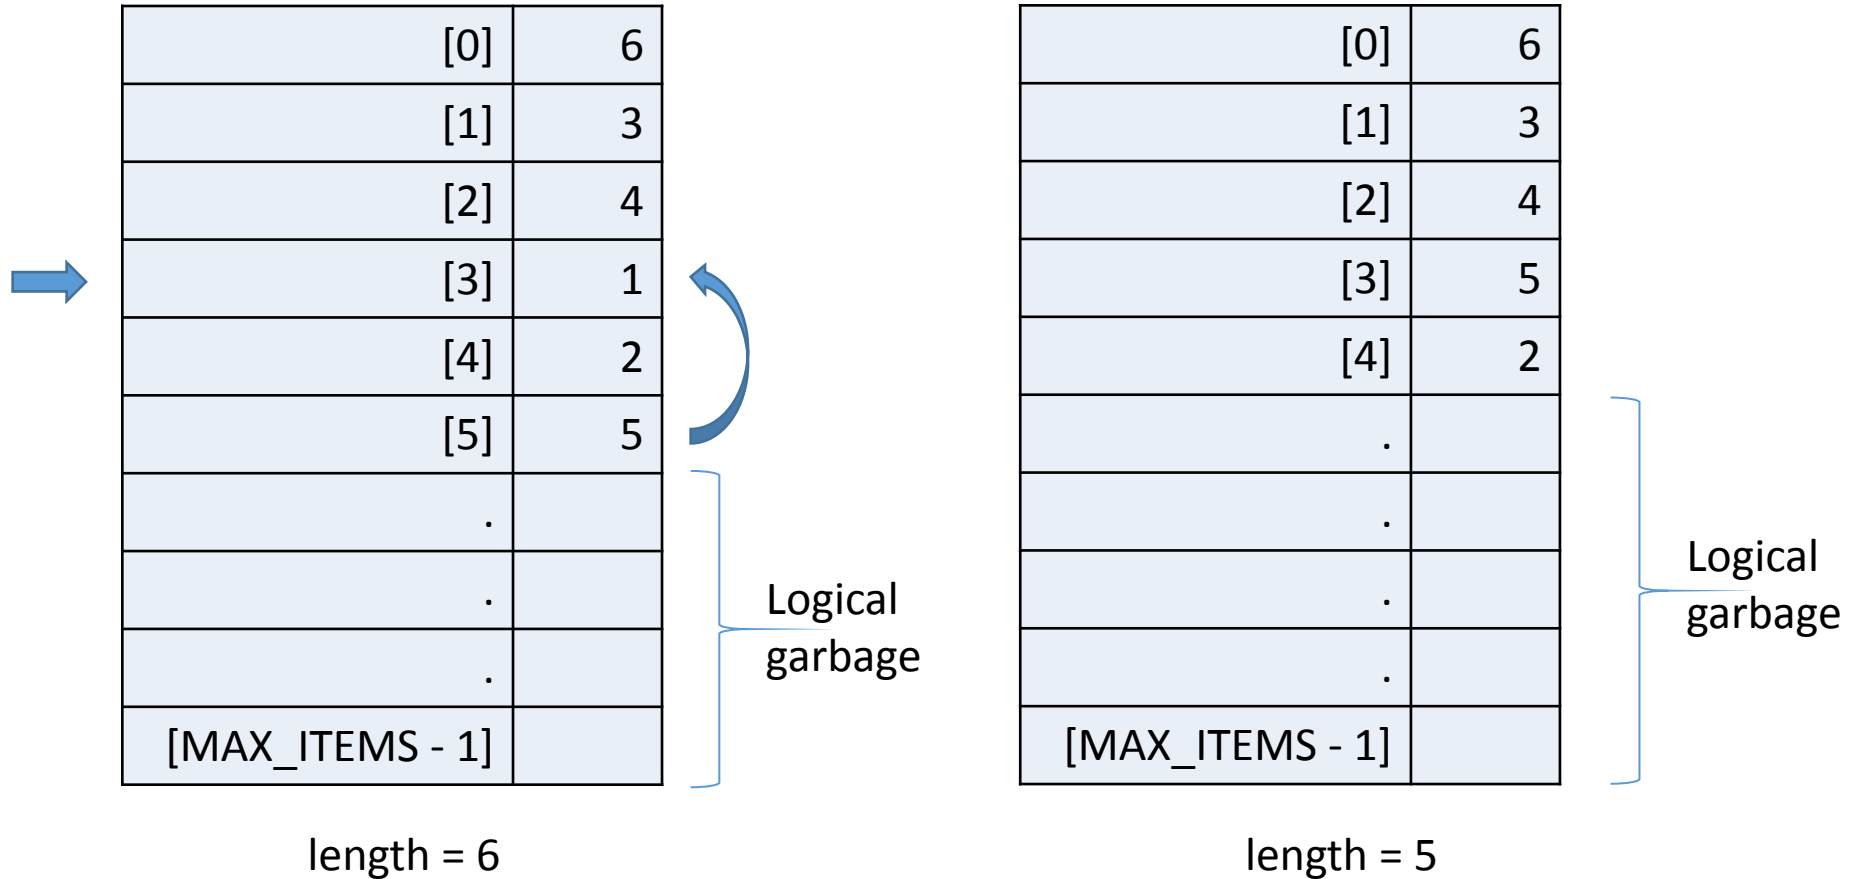 [0] 6
[1] 3
[2] 4
[3] 1
[4] 2
[5] 5
.
.
.
[MAX_ITEMS - 1]
Logical
garbage
length = 6
[0] 6
[1] 3
[2] 4
[3] 5
[4] 2
.
.
.
.
[MAX_ITEMS - 1]
Logical
garbage
length = 5